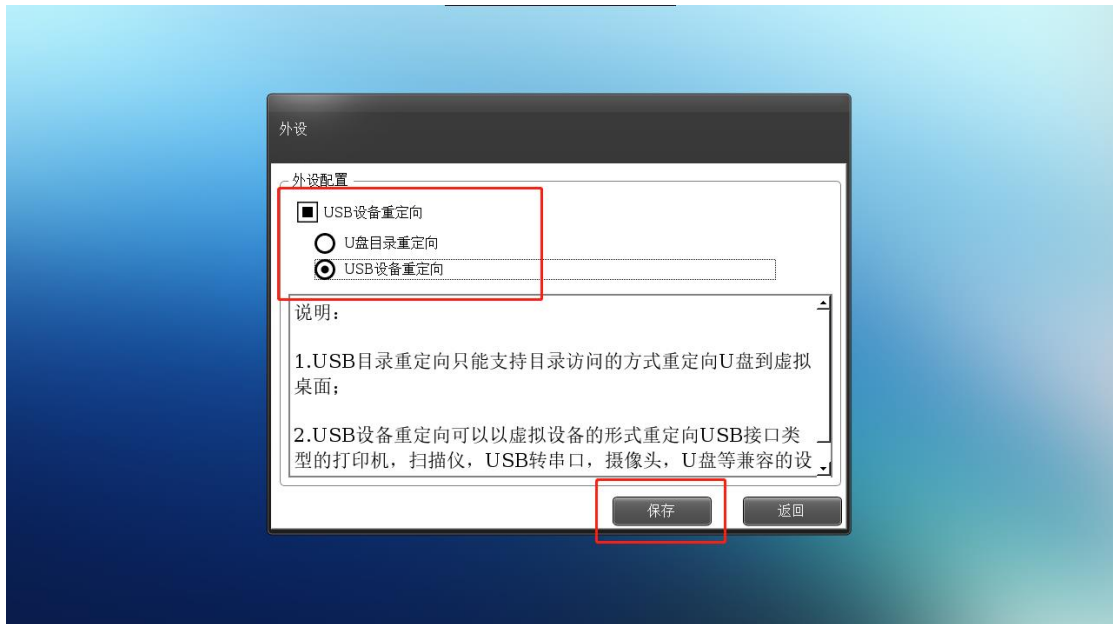 外设
外设配置
USB设备重定向
U盘目录重定向
USB设备重定向
说明：
1.USB目录重定向只能支持目录访问的方式重定向U盘到虚拟
桌面；
2.USB设备重定向可以以虚拟设备的形式重定向USB接口类
型的打印机，扫描仪，USB转串口，摄像头，U盘等兼容的设
保存
返回